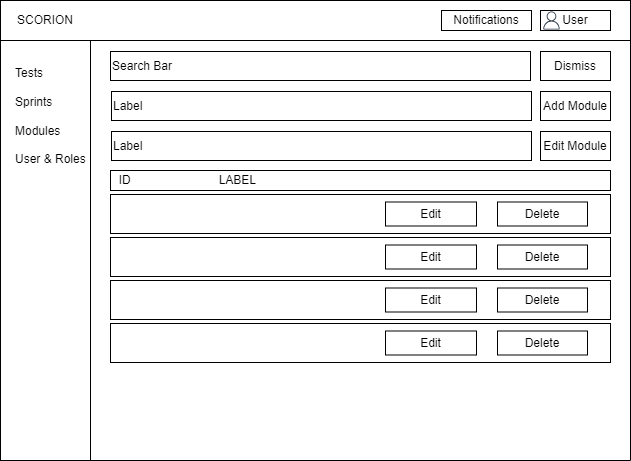 SCORION
Notifications
User
Tests
Sprints
Modules
User & Roles
Search Bar
Dismiss
Label
Add Module
Label
Edit Module
ID LABEL
Edit Delete
Edit Delete
Edit Delete
Edit Delete